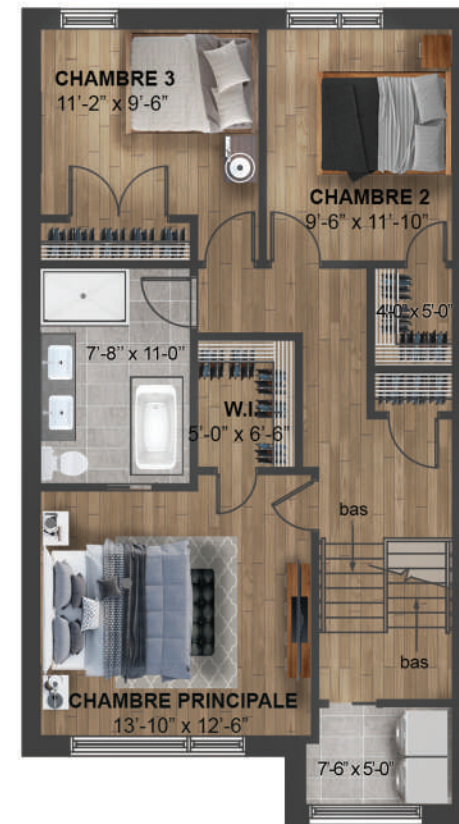 CHAMBRE 3
11'-2" x 9'-6"
CHAMBRE 2
9'-6" x 11'-10"
4'-0" x 5'-0"
7'-8" x 11-0"
W.I.
5'-0" x 6'-6"
bas
bas
CHAMBRE PRINCIPALE
13'-10" x 12'-6"
7'-6" x 5'-0"